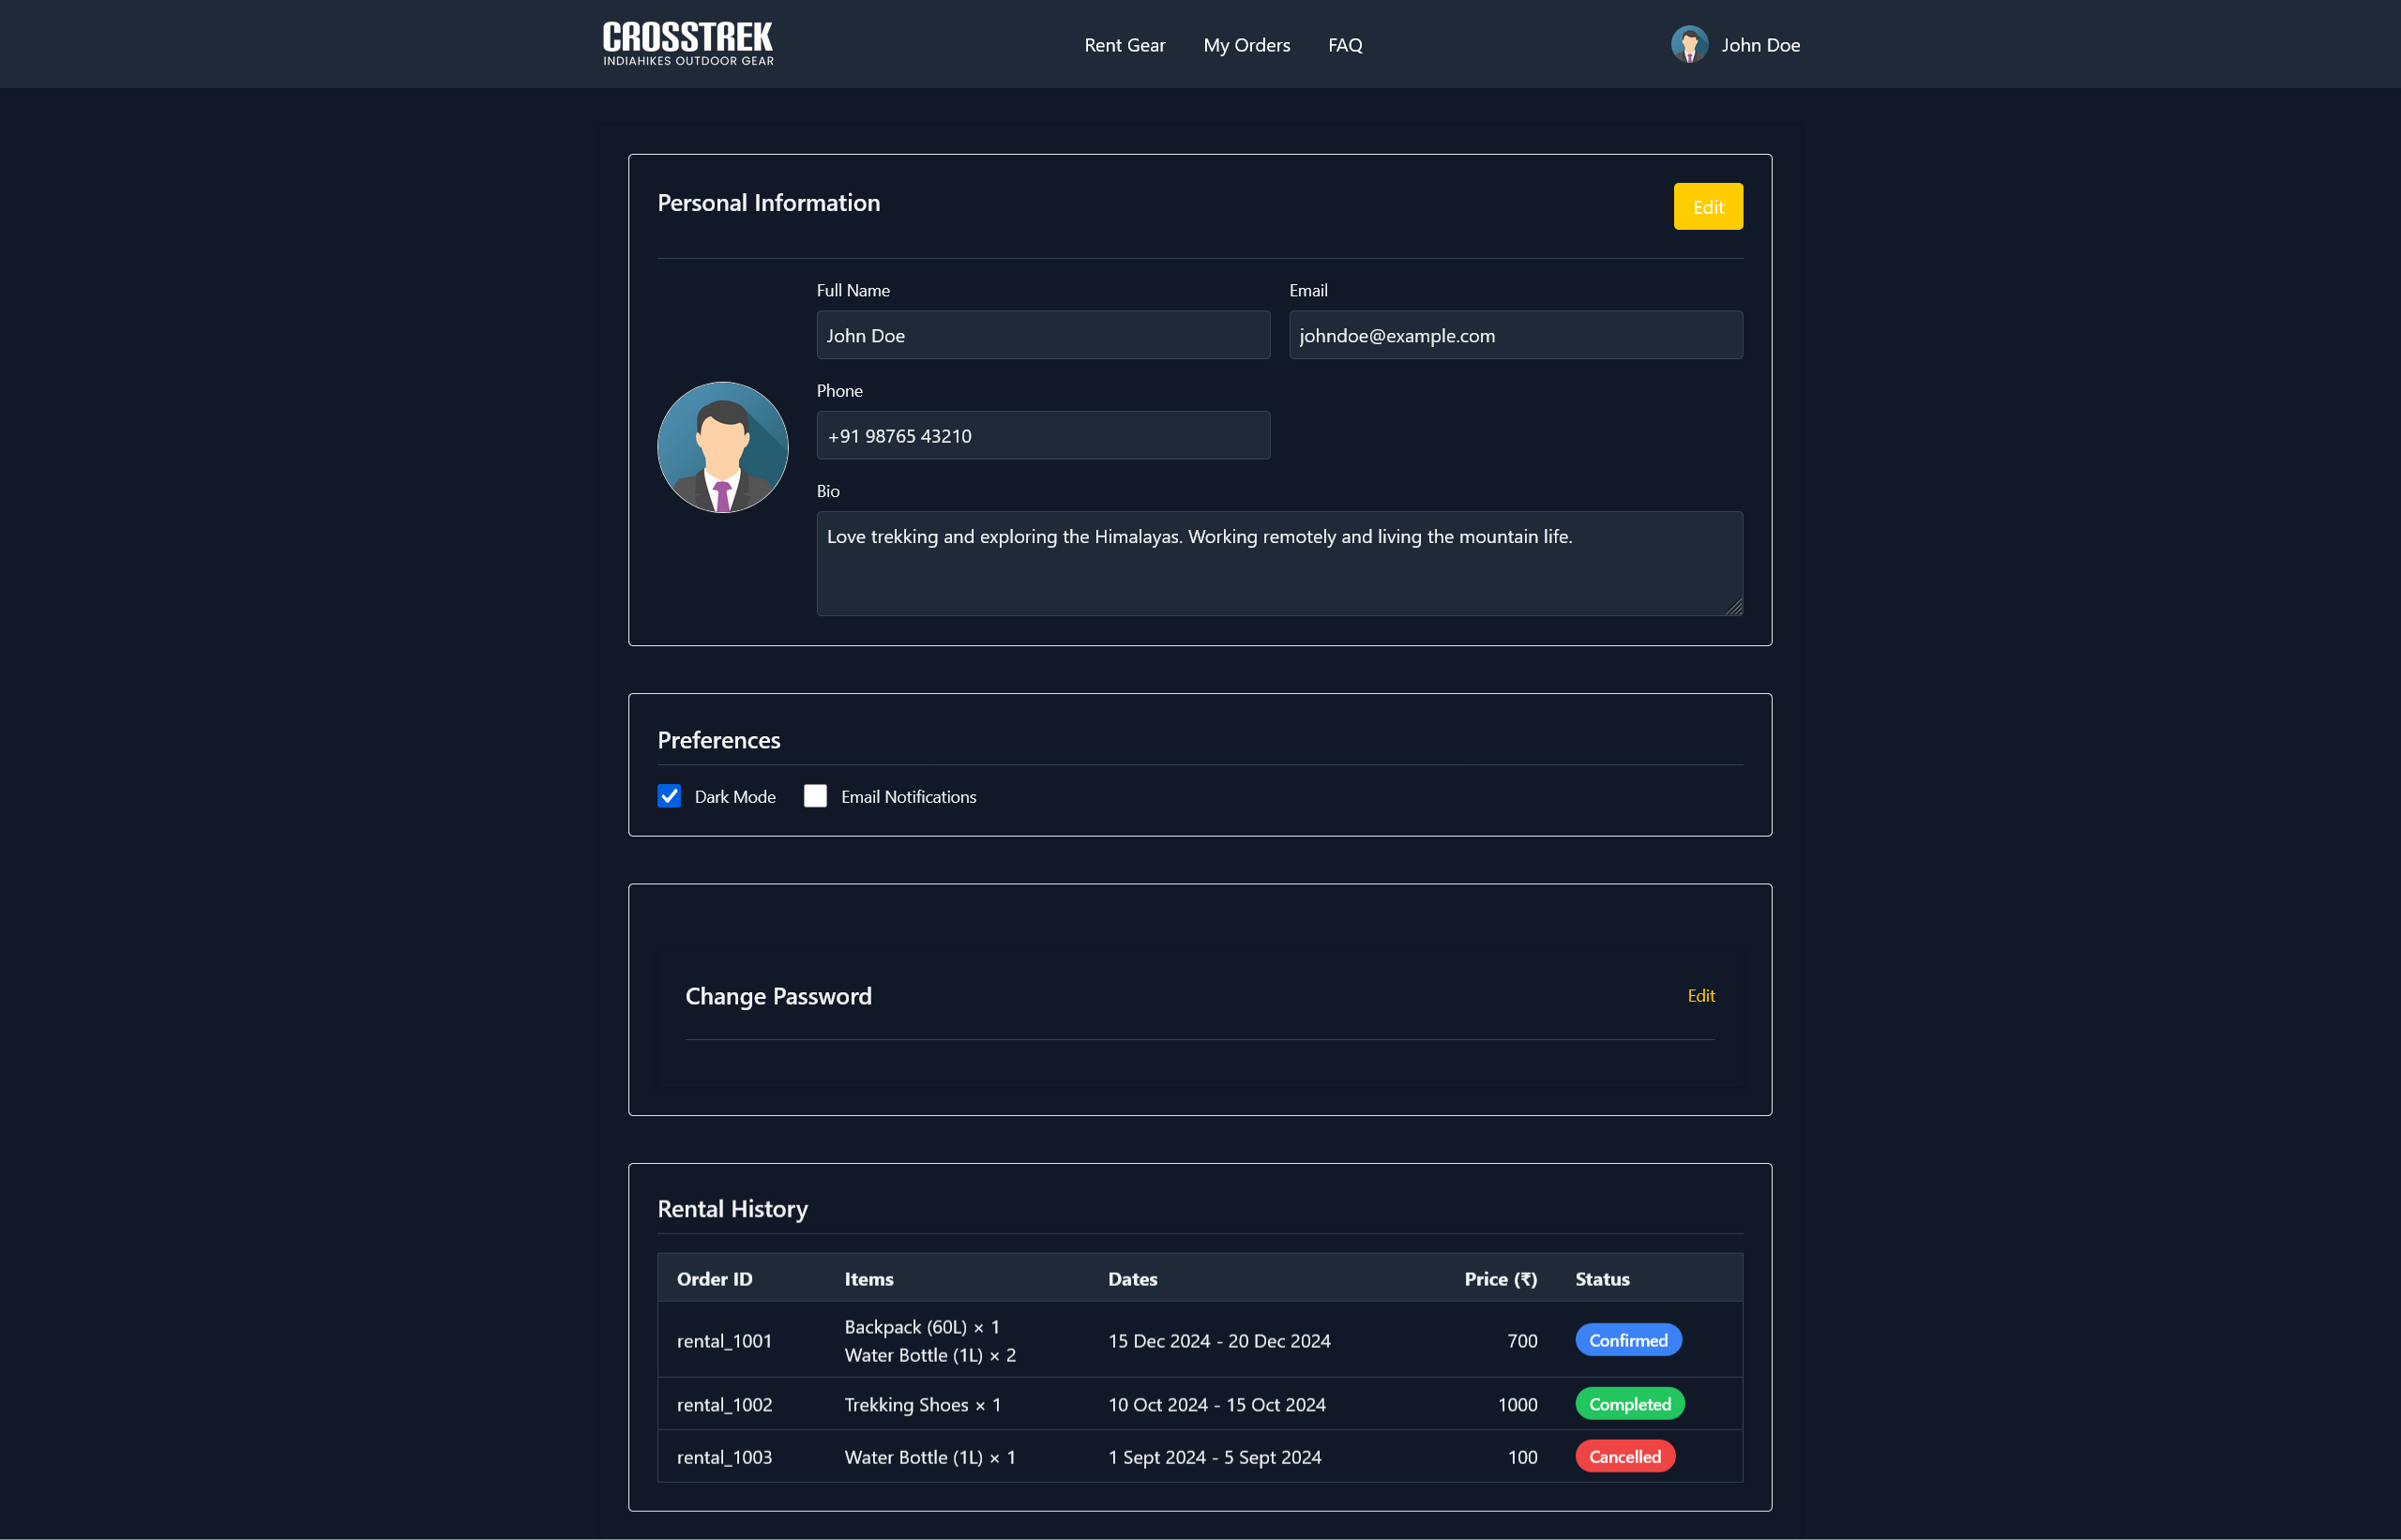 CROSSTREK
INDIAHIKES OUTDOOR GEAR
Rent Gear My Orders FAQ
John Doe
Personal Information
Edit
Full Name
John Doe
Email
johndoe@example.com
Phone
+91 98765 43210
Bio
Love trekking and exploring the Himalayas. Working remotely and living the mountain life.
Preferences
Dark Mode Email Notifications
Change Password
Edit
Rental History
Order ID Items Dates Price (₹) Status
rental_1001 Backpack (60L) × 1
Water Bottle (1L) × 2 15 Dec 2024 - 20 Dec 2024 700 Confirmed
rental_1002 Trekking Shoes × 1 10 Oct 2024 - 15 Oct 2024 1000 Completed
rental_1003 Water Bottle (1L) × 1 1 Sept 2024 - 5 Sept 2024 100 Cancelled